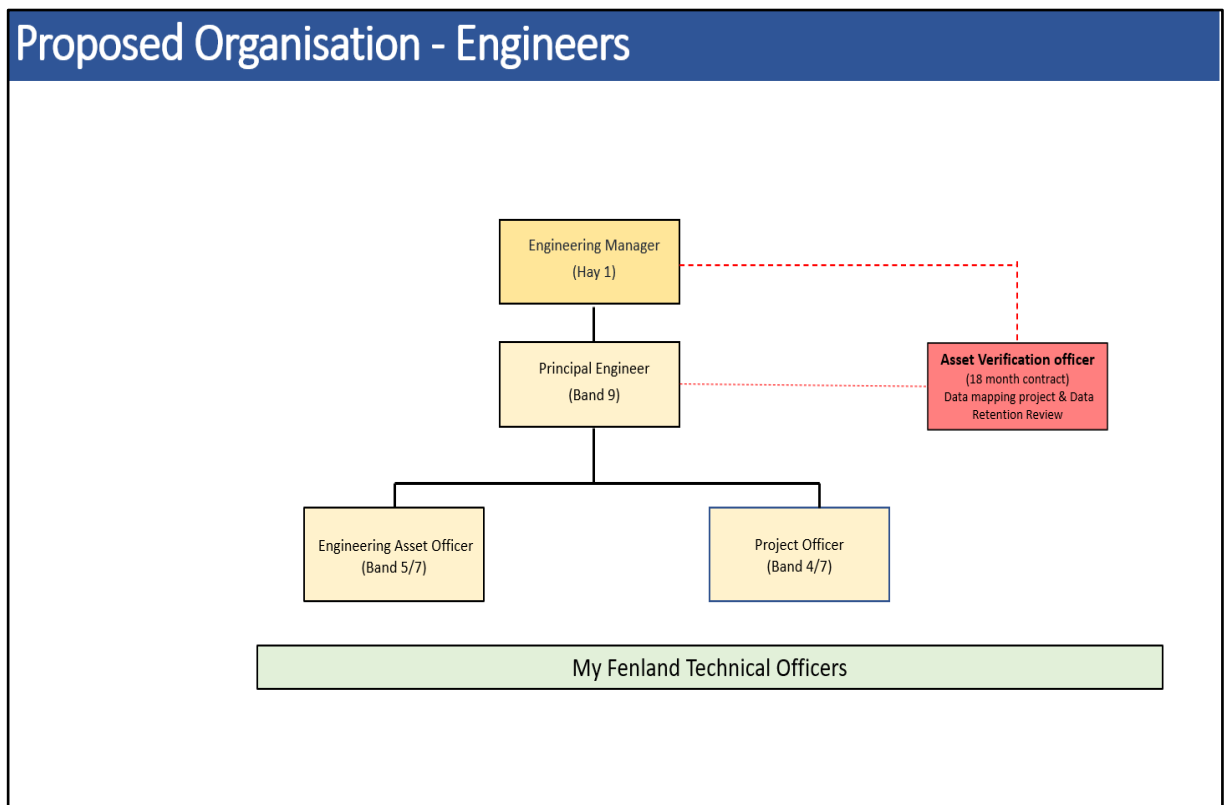 Proposed Organisation - Engineers
Engineering Manager
(Hay 1)
Principal Engineer
(Band 9)
Asset Verification officer
(18 month contract)
Data mapping project & Data
Retention Review
Engineering Asset Officer
(Band 5/7)
Project Officer
(Band 4/7)
My Fenland Technical Officers